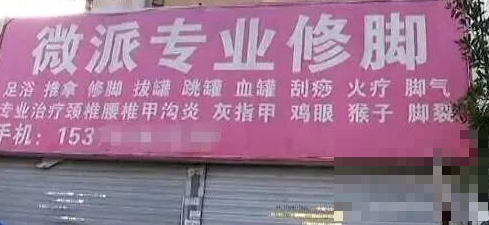 微派专业修脚
足浴 推拿 修脚 拔罐 跳罐 血罐 刮痧 火疗 脚气
专业治疗颈椎腰椎甲沟炎 灰指甲 鸡眼 猴子 脚裂
手机：153